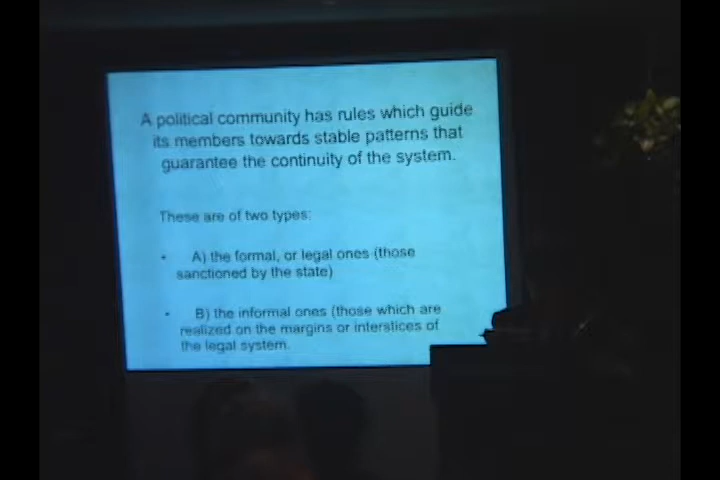 A political community has rules which guide
its members towards stable patterns that
guarantee the continuity of the system.
These are of two types:
• A) the formal, or legal ones (those
sanctioned by the state)
• B) the informal ones (those which are
realized on the margins or interstices of
the legal system.